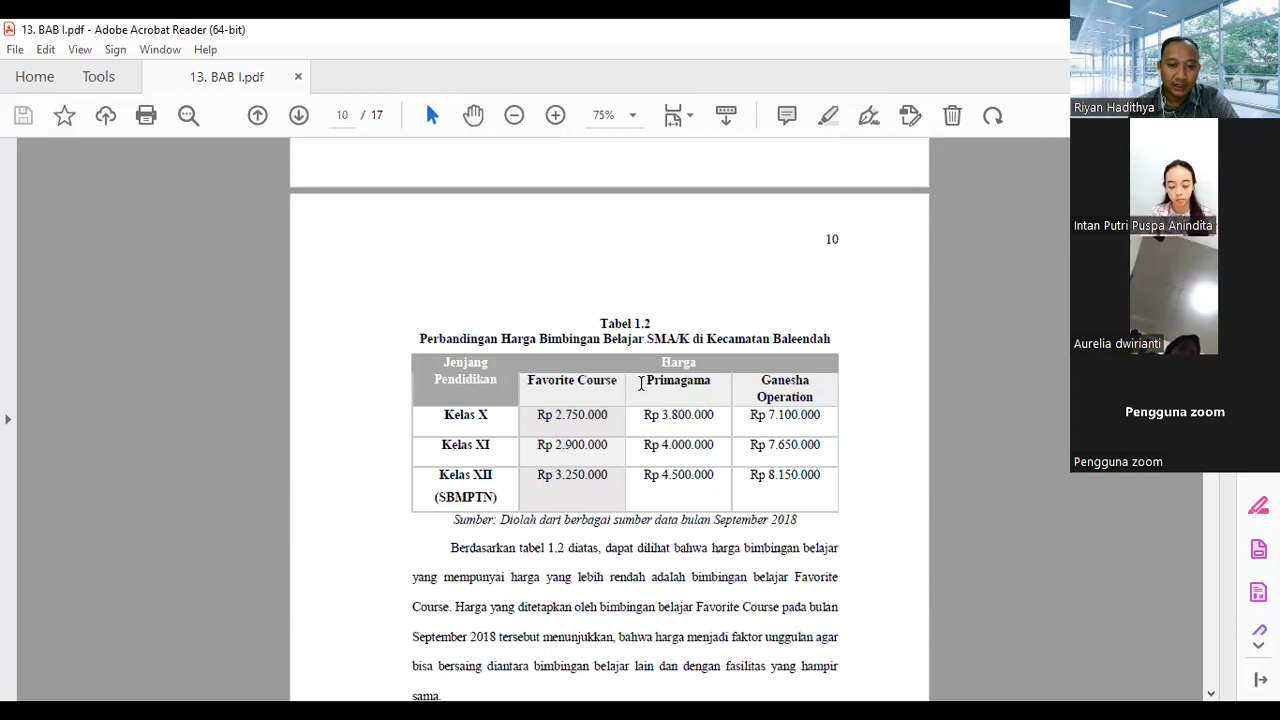 13. BAB I.pdf - Adobe Acrobat Reader (64-bit)
File Edit View Sign Window Help
Home Tools 13. BAB I.pdf ×
10 / 17 75%
10
Tabel 1.2
Perbandingan Harga Bimbingan Belajar SMA/K di Kecamatan Baleendah
Jenjang Pendidikan Harga
Favorite Course Primagama Ganesha Operation
Kelas X Rp 2.750.000 Rp 3.800.000 Rp 7.100.000
Kelas XI Rp 2.900.000 Rp 4.000.000 Rp 7.650.000
Kelas XII (SBMPTN) Rp 3.250.000 Rp 4.500.000 Rp 8.150.000
Sumber: Diolah dari berbagai sumber data bulan September 2018
Berdasarkan tabel 1.2 diatas, dapat dilihat bahwa harga bimbingan belajar
yang mempunyai harga yang lebih rendah adalah bimbingan belajar Favorite
Course. Harga yang ditetapkan oleh bimbingan belajar Favorite Course pada bulan
September 2018 tersebut menunjukkan, bahwa harga menjadi faktor unggulan agar
bisa bersaing diantara bimbingan belajar lain dan dengan fasilitas yang hampir
sama.
Riyan Hadithya
Intan Putri Puspa Anindita
Aurelia dwirianti
Pengguna zoom
Pengguna zoom